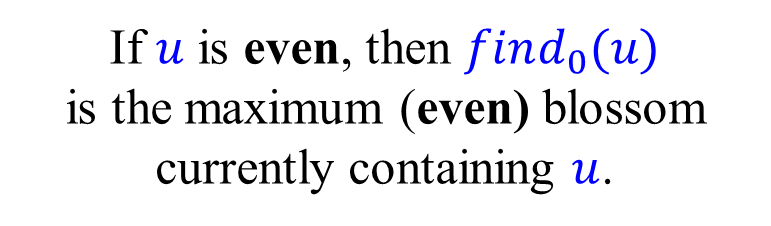 If u is even, then find₀(u)
is the maximum (even) blossom
currently containing u.